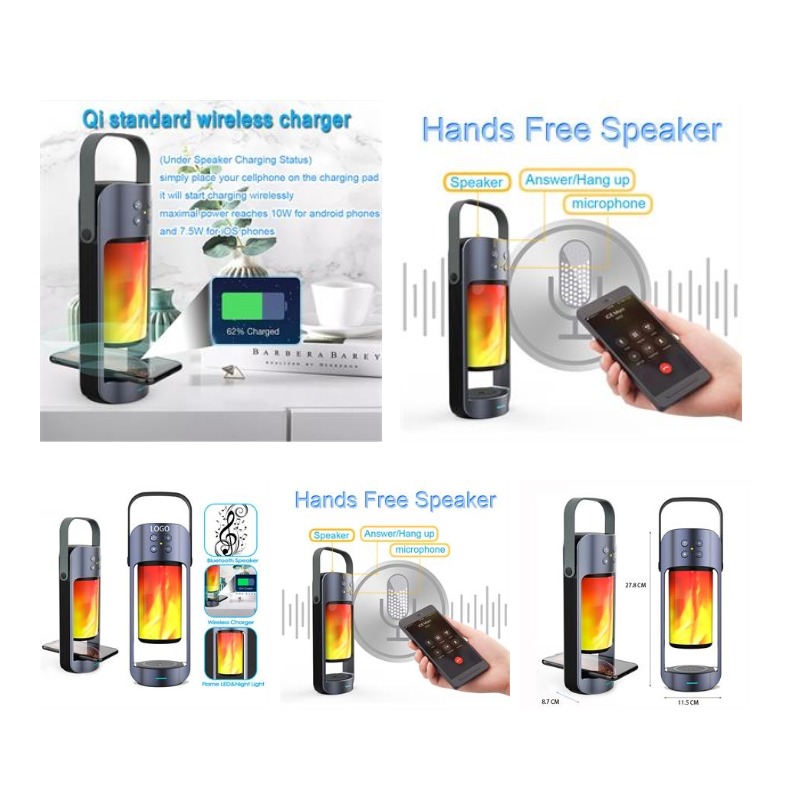 Qi standard wireless charger
(Under Speaker Charging Status)
simply place your cellphone on the charging pad
it will start charging wirelessly
maximal power reaches 10W for android phones
and 7.5W for iOS phones
62% Charged
BARBERA BAREY
Hands Free Speaker
Speaker
Answer/Hang up
microphone
LOGO
Bluetooth Speaker
Wireless Charger
Flame LED&Night Light
Hands Free Speaker
Speaker
Answer/Hang up
microphone
27.8 CM
8.7 CM
11.5 CM